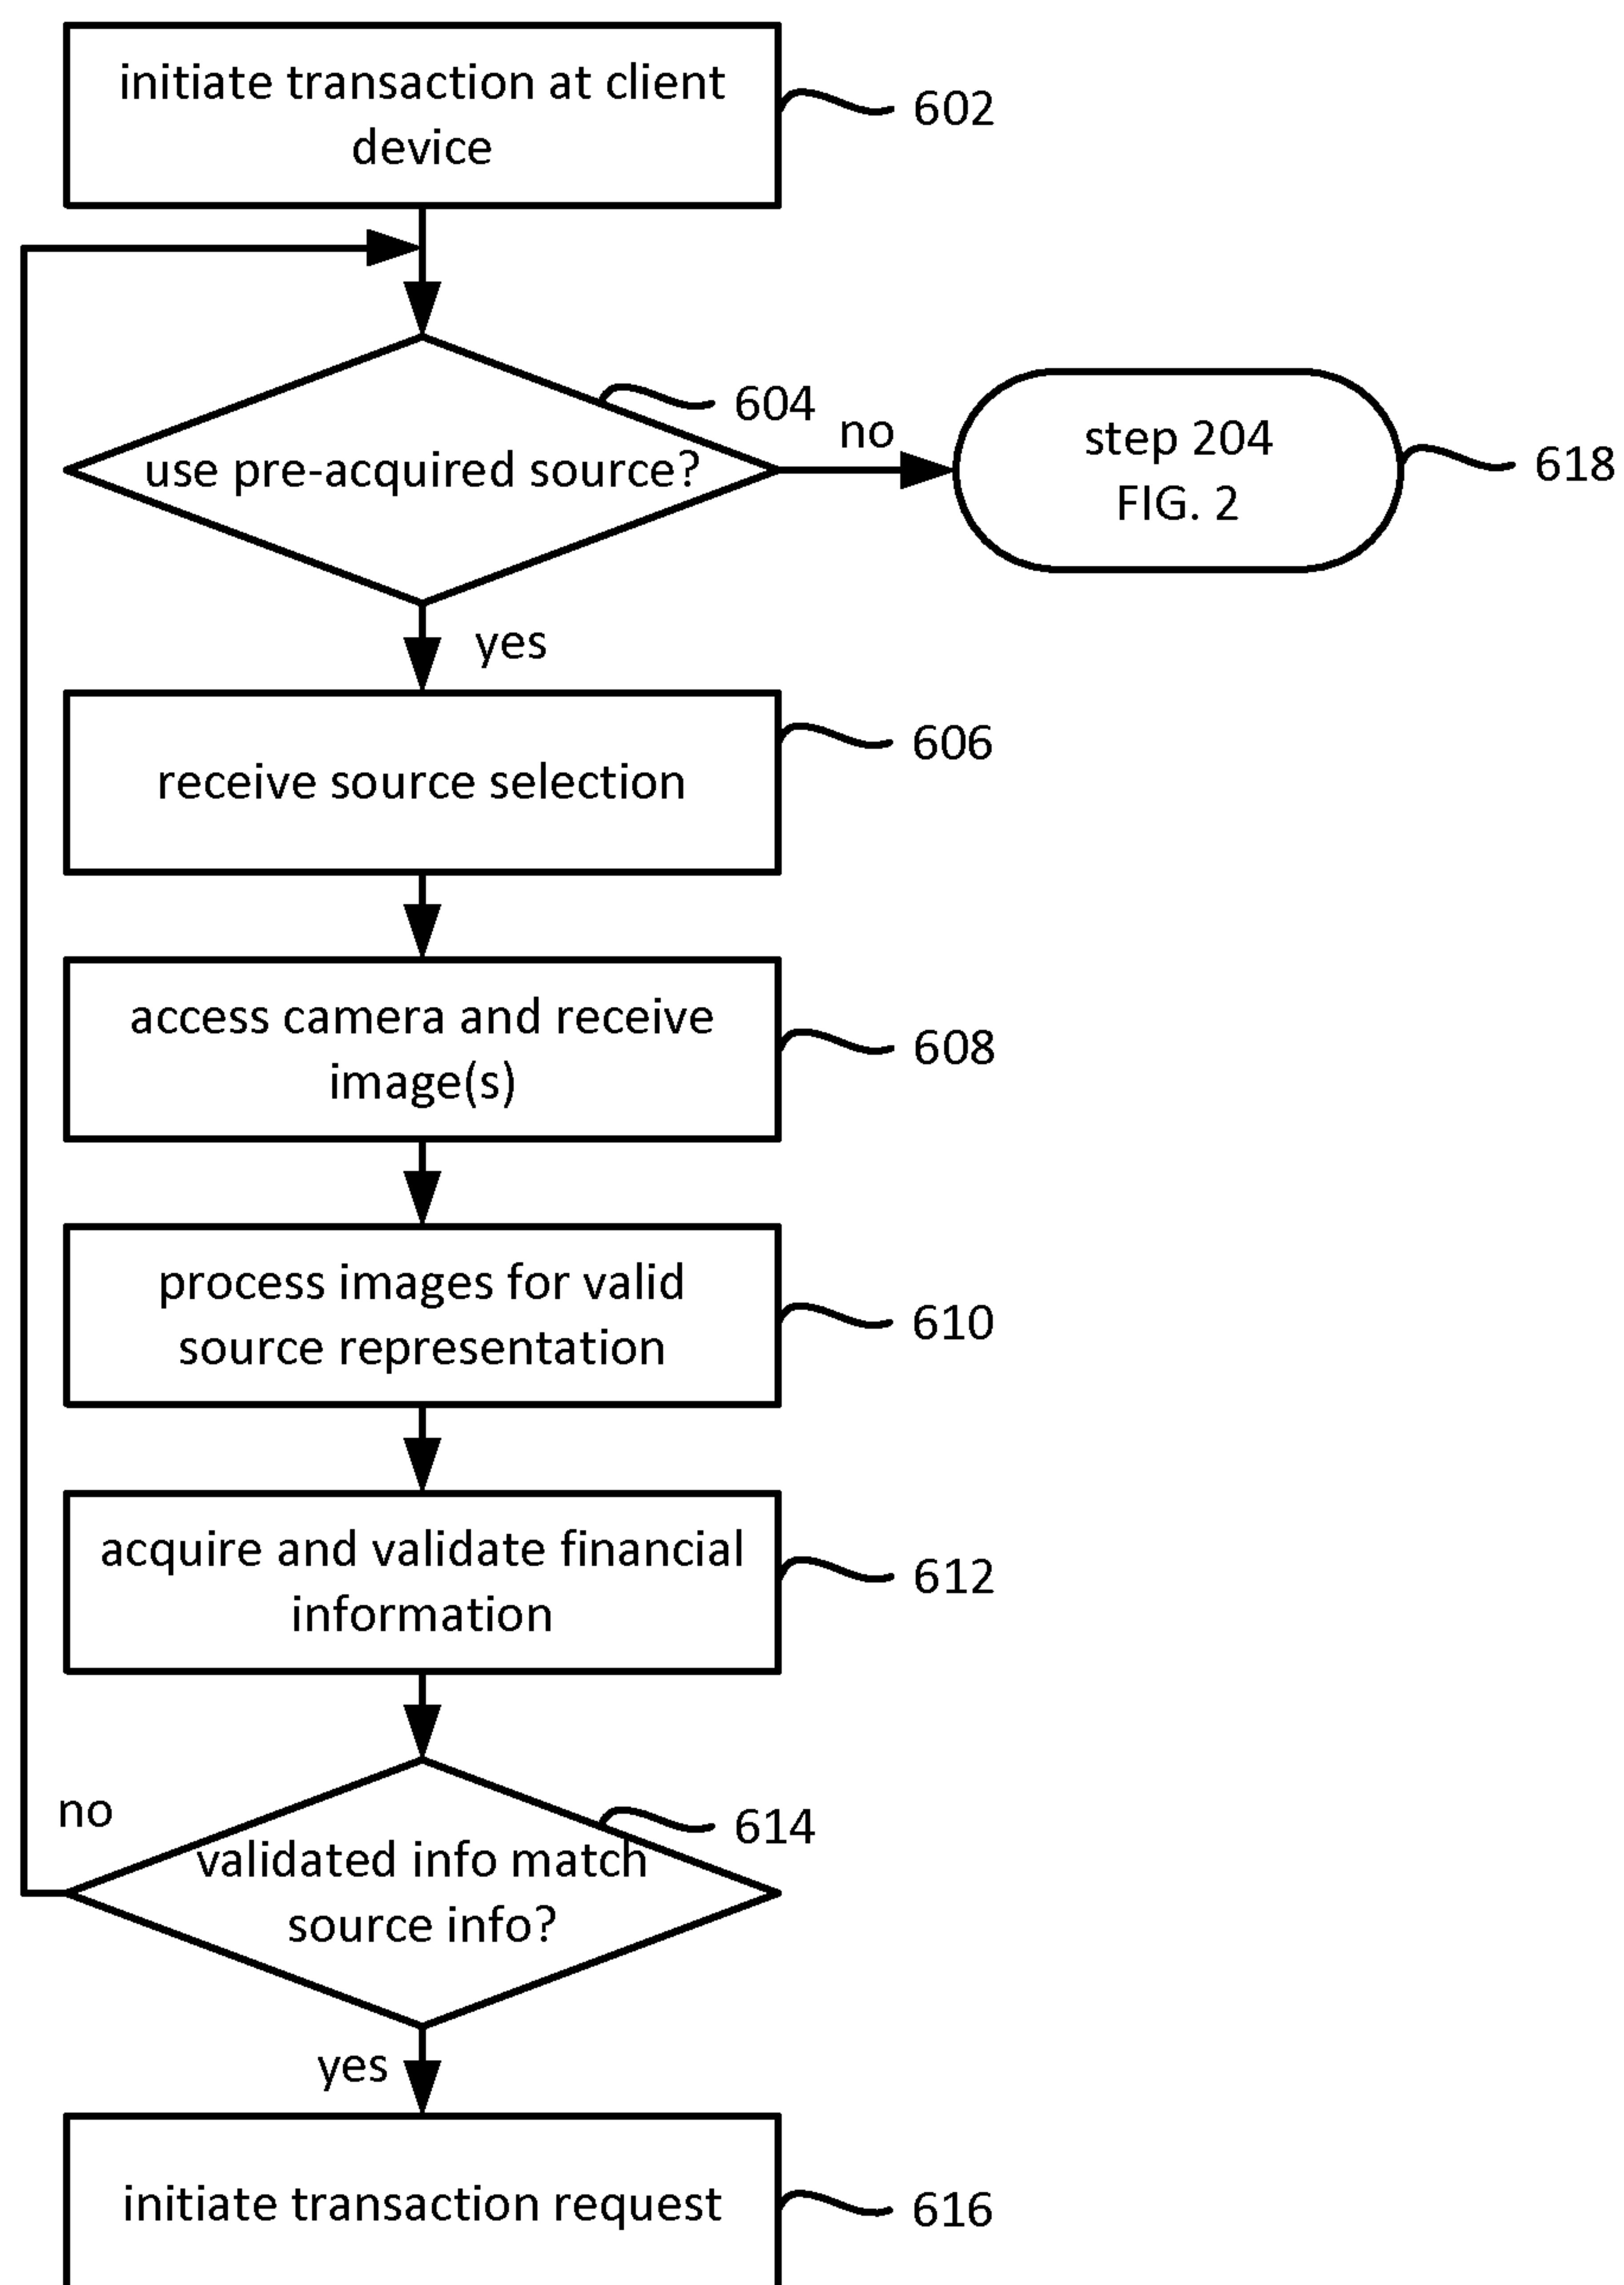 initiate transaction at client
device
602
604
use pre-acquired source?
no
step 204
FIG. 2
618
yes
receive source selection
606
access camera and receive
image(s)
608
process images for valid
source representation
610
acquire and validate financial
information
612
no
614
validated info match
source info?
yes
initiate transaction request
616